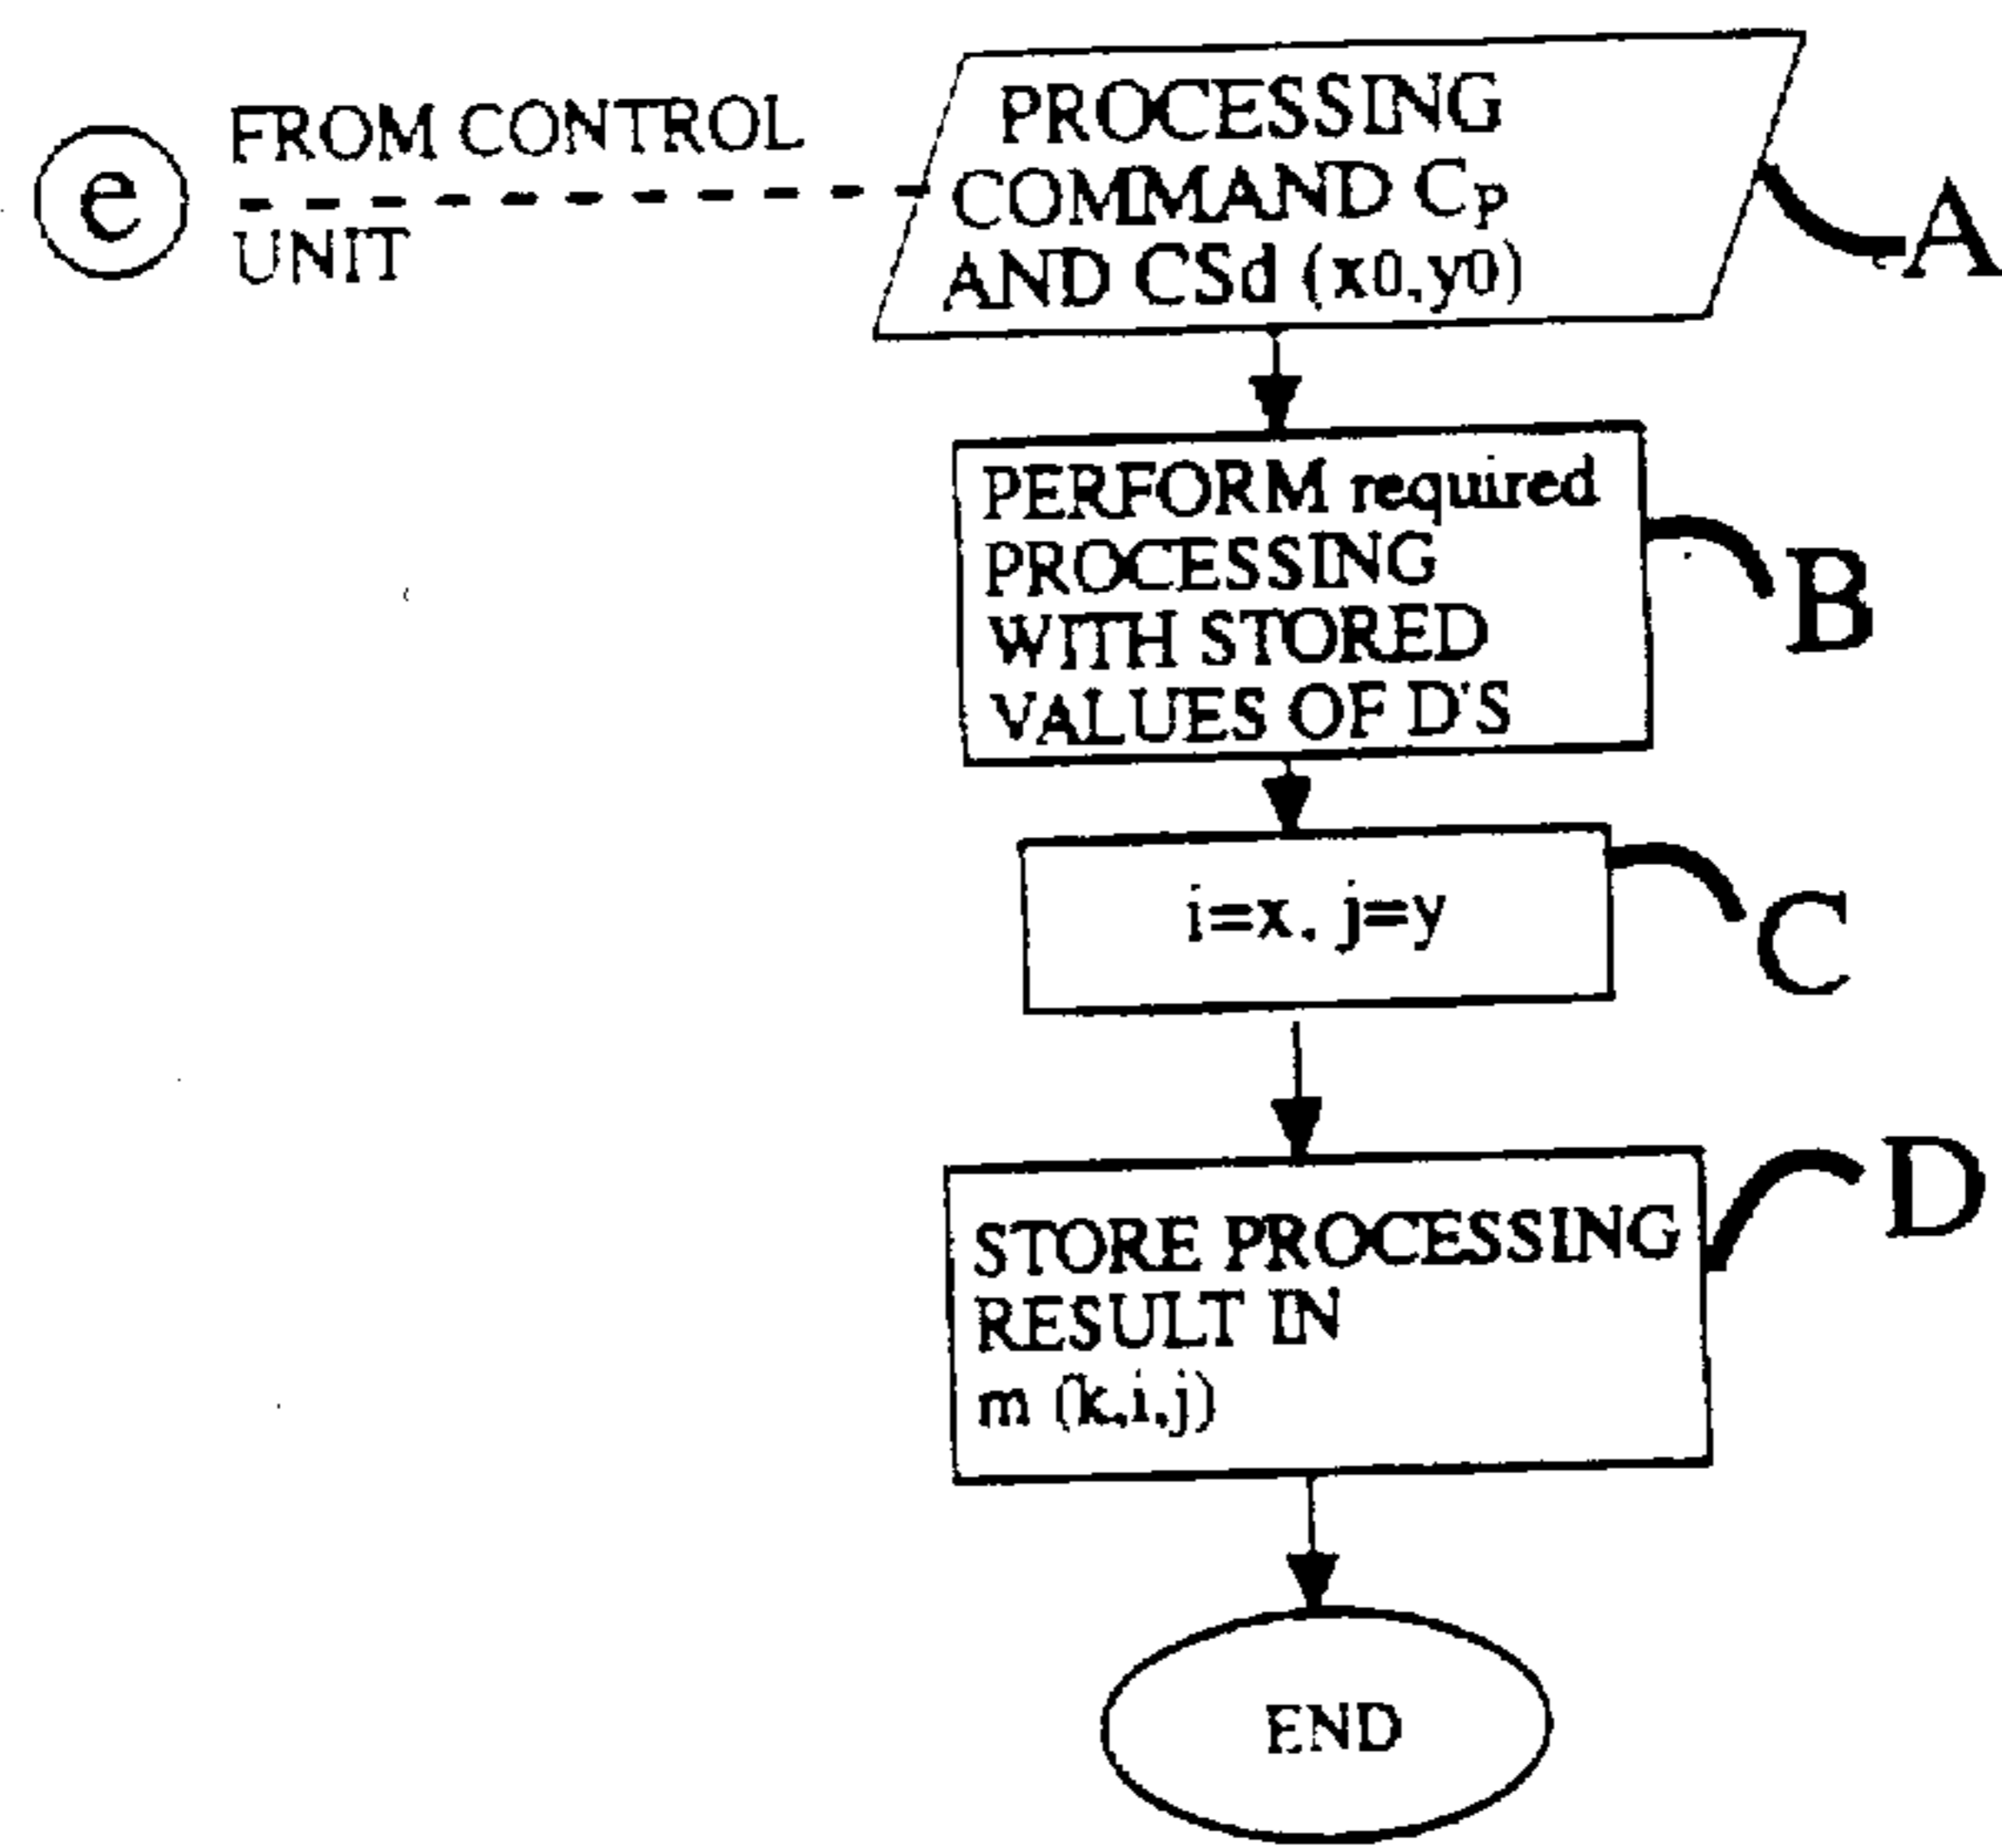 e
FROM CONTROL
UNIT
PROCESSING
COMMAND Cp
AND CSd (x0,y0)
A
PERFORM required
PROCESSING
WITH STORED
VALUES OF D'S
B
i=x, j=y
C
STORE PROCESSING
RESULT IN
m (k,i,j)
D
END